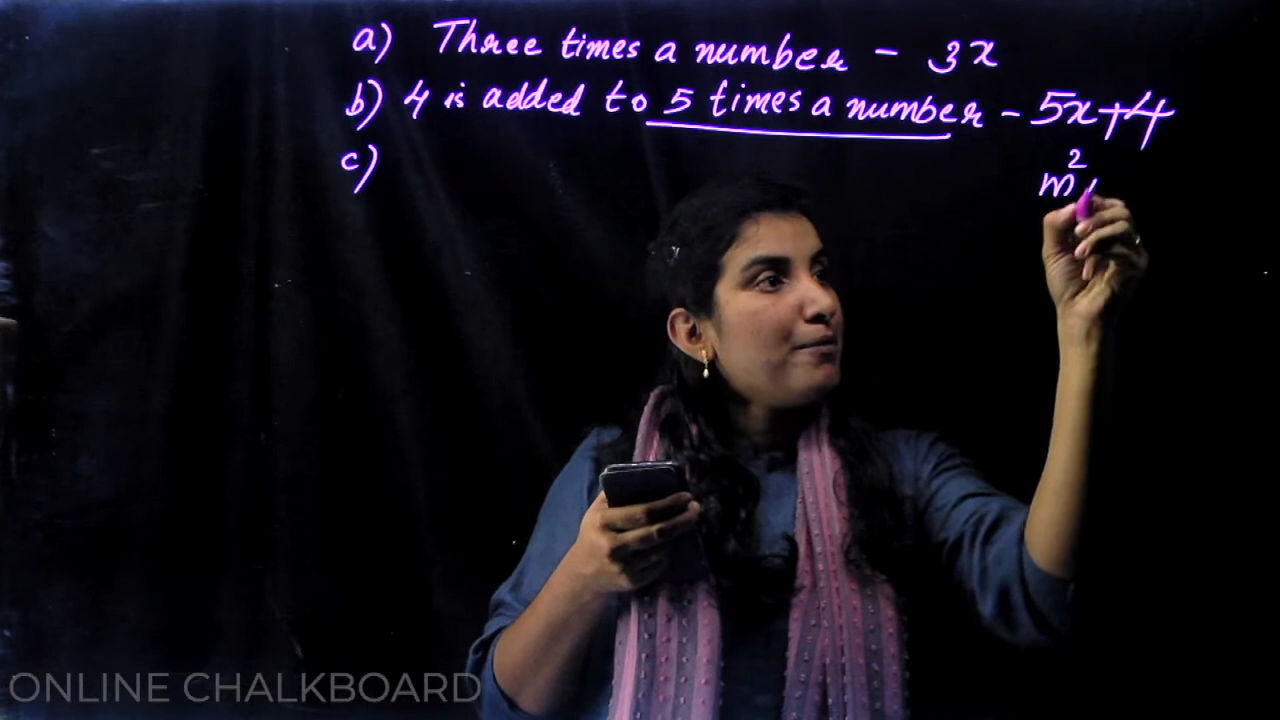 a) Three times a number - 3x
b) 4 is added to 5 times a number - 5x+4
c)
m²
ONLINE CHALKBOARD